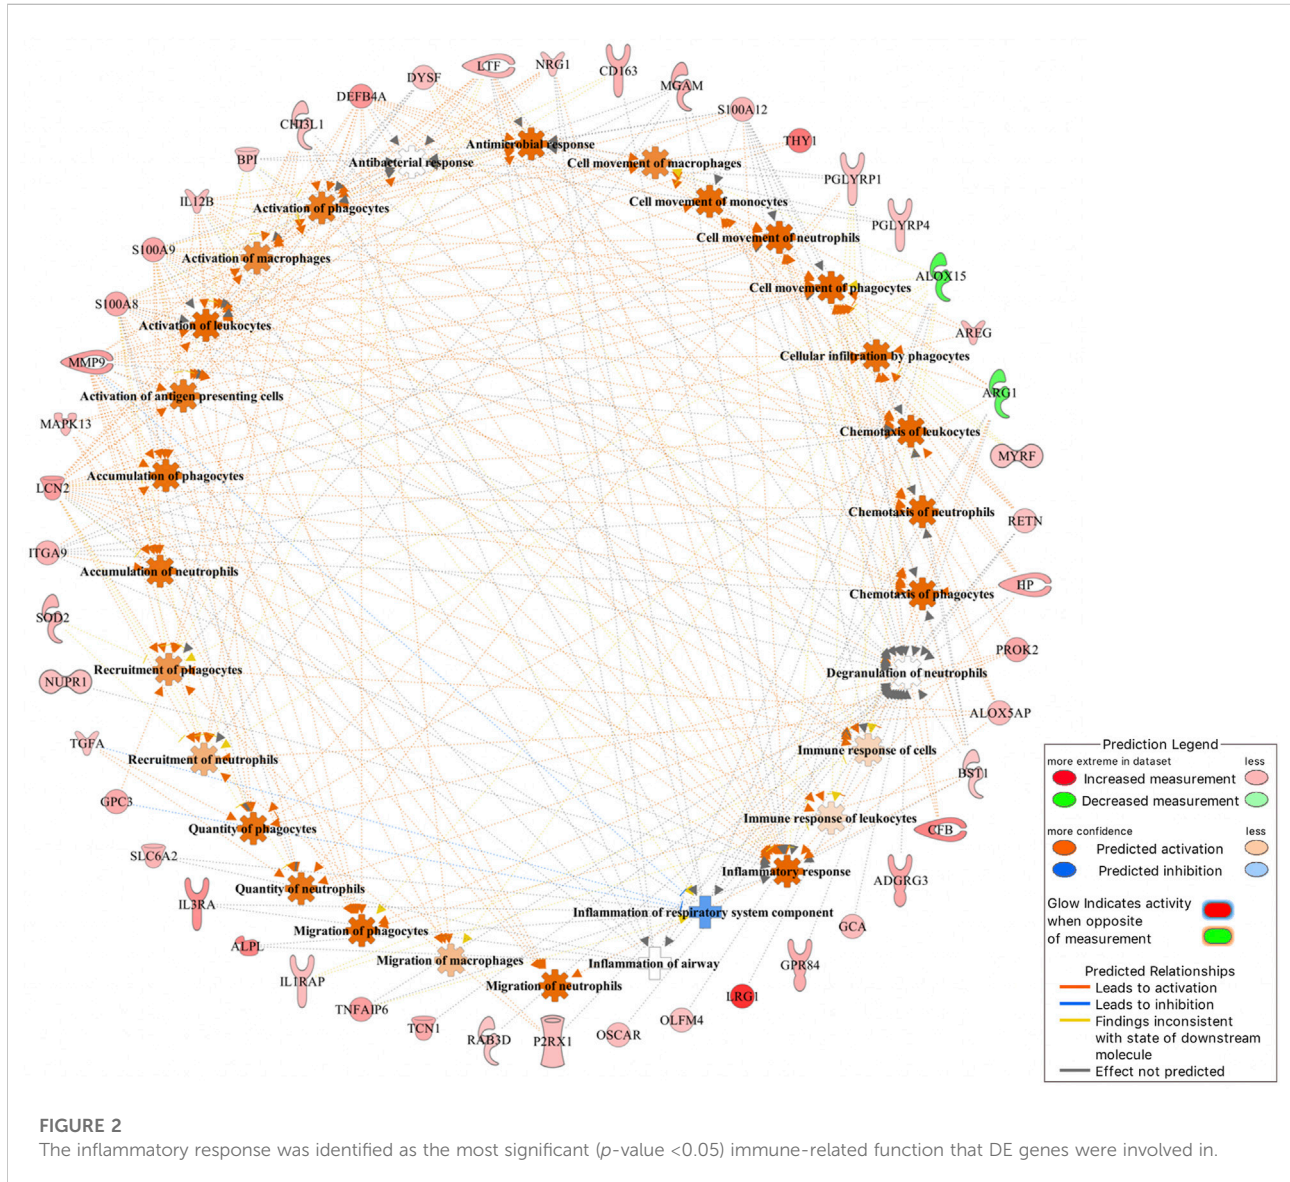 LTF
NRG1
CD163
DYSF
MGAM
DEFB4A
S100A12
CHI3L1
THY1
BPI
PGLYRP1
IL12B
PGLYRP4
S100A9
ALOX15
S100A8
AREG
MMP9
ARG1
MAPK13
MYRF
LCN2
RETN
ITGA9
HP
SOD2
PROK2
NUPR1
ALOX5AP
TGFA
BST1
GPC3
CFB
SLC6A2
ADGRG3
IL3RA
GCA
ALPL
GPR84
IL1RAP
LRG1
TNFAIP6
OLFM4
TCN1
OSCAR
RAB3D
P2RX1
Antimicrobial response
Antibacterial response
Cell movement of macrophages
Activation of phagocytes
Cell movement of monocytes
Cell movement of neutrophils
Activation of macrophages
Cell movement of phagocytes
Activation of leukocytes
Cellular infiltration by phagocytes
Activation of antigen presenting cells
Chemotaxis of leukocytes
Accumulation of phagocytes
Chemotaxis of neutrophils
Accumulation of neutrophils
Chemotaxis of phagocytes
Recruitment of phagocytes
Degranulation of neutrophils
Recruitment of neutrophils
Immune response of cells
Quantity of phagocytes
Immune response of leukocytes
Quantity of neutrophils
Inflammatory response
Migration of phagocytes
Inflammation of respiratory system component
Migration of macrophages
Inflammation of airway
Migration of neutrophils
Prediction Legend
more extreme in dataset less
Increased measurement
Decreased measurement
more confidence less
Predicted activation
Predicted inhibition
Glow Indicates activity
when opposite
of measurement
Predicted Relationships
Leads to activation
Leads to inhibition
Findings inconsistent
with state of downstream
molecule
Effect not predicted
FIGURE 2
The inflammatory response was identified as the most significant (p-value <0.05) immune-related function that DE genes were involved in.